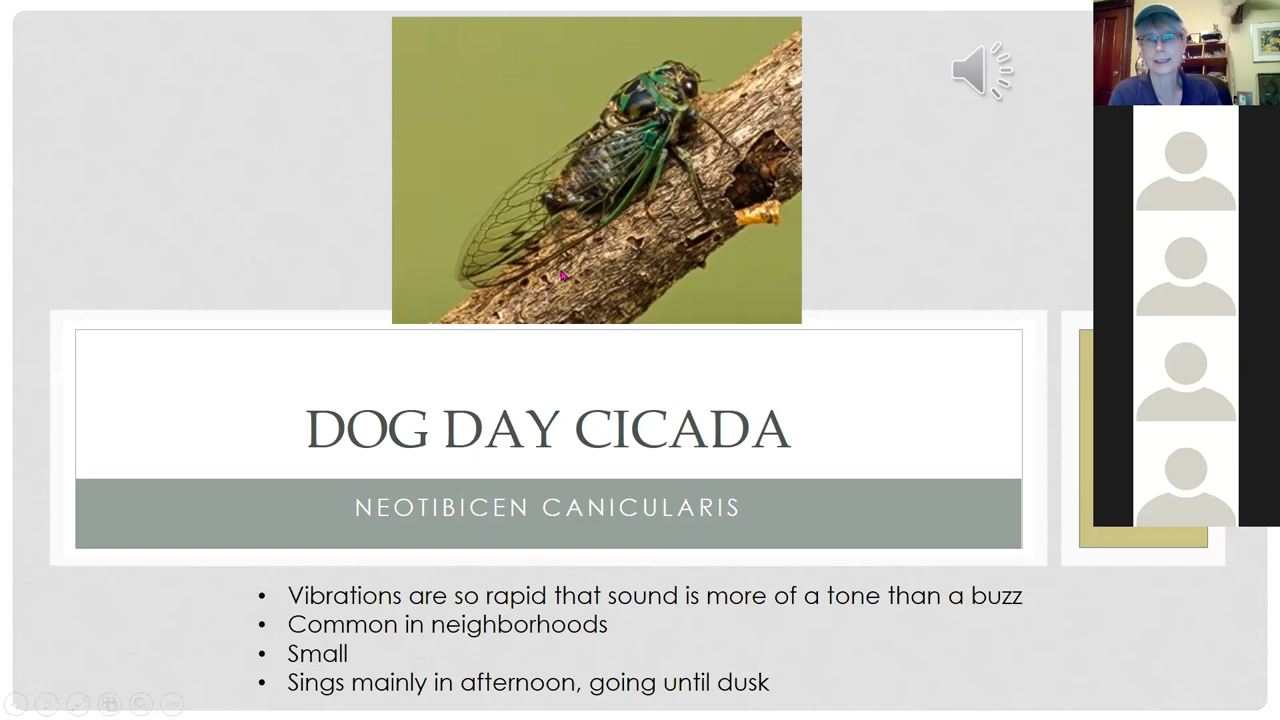 DOG DAY CICADA
NEOTIBICEN CANICULARIS
• Vibrations are so rapid that sound is more of a tone than a buzz
• Common in neighborhoods
• Small
• Sings mainly in afternoon, going until dusk